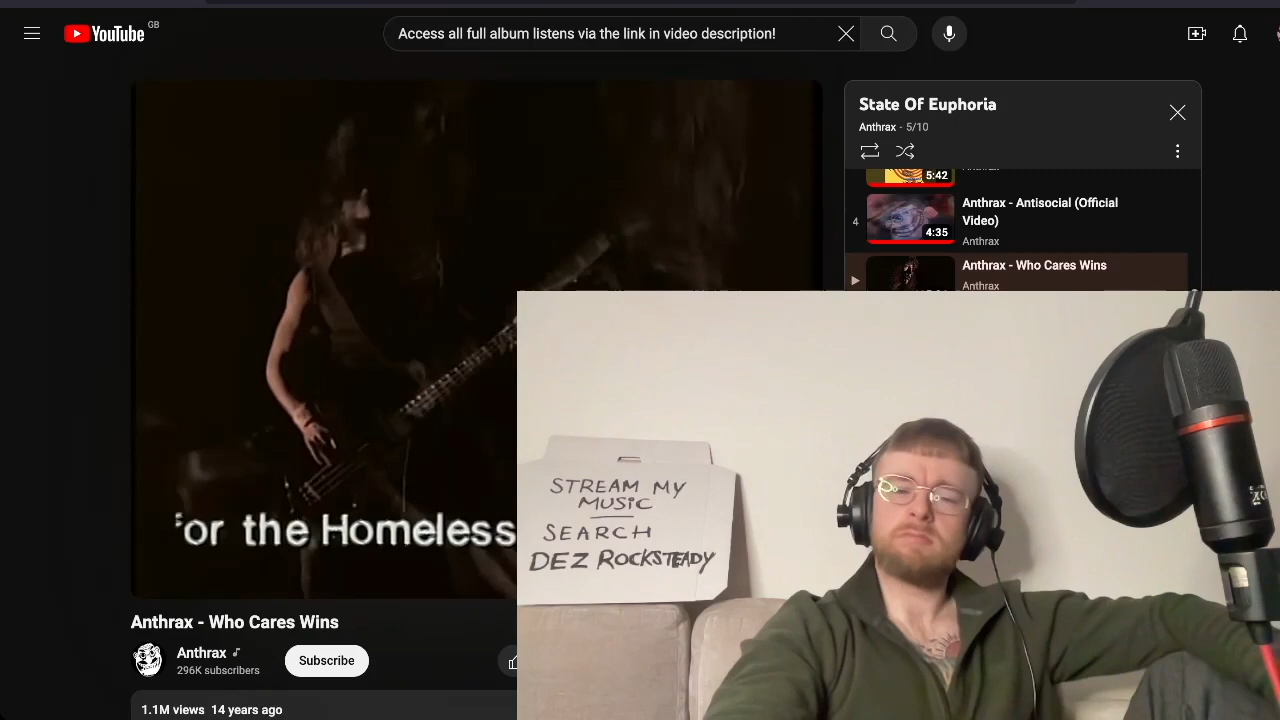 YouTube
GB
Access all full album listens via the link in video description!
State Of Euphoria
Anthrax - 5/10
5:42
4
Anthrax - Antisocial (Official
Video)
4:35
Anthrax
Anthrax - Who Cares Wins
Anthrax
for the Homeless
STREAM MY
MUSIC
SEARCH
DEZ ROCKSTEADY
Anthrax - Who Cares Wins
Anthrax
296K subscribers
Subscribe
1.1M views 14 years ago